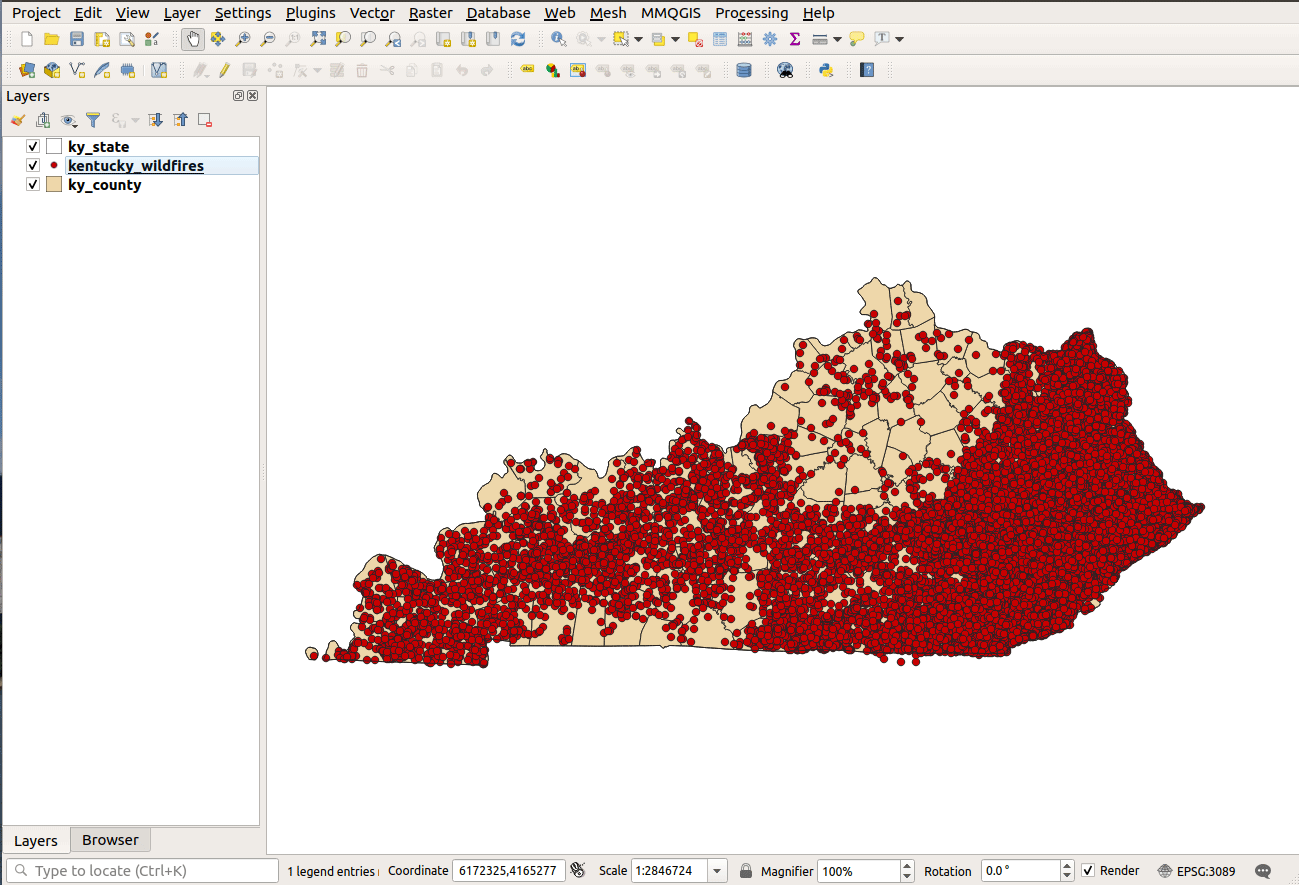 Project Edit View Layer Settings Plugins Vector Raster Database Web Mesh MMQGIS Processing Help
Layers
ky_state
kentucky_wildfires
ky_county
Layers Browser
Type to locate (Ctrl+K) 1 legend entries Coordinate 6172325,4165277 Scale 1:2846724 Magnifier 100% Rotation 0.0 ° Render EPSG:3089